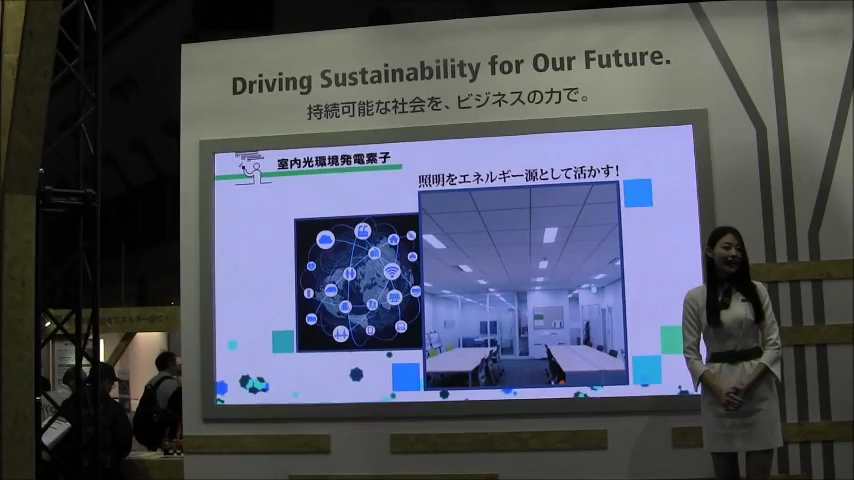 Driving Sustainability for Our Future.
持続可能な社会を、ビジネスの力で。
室内光環境発電素子
照明をエネルギー源として活かす!